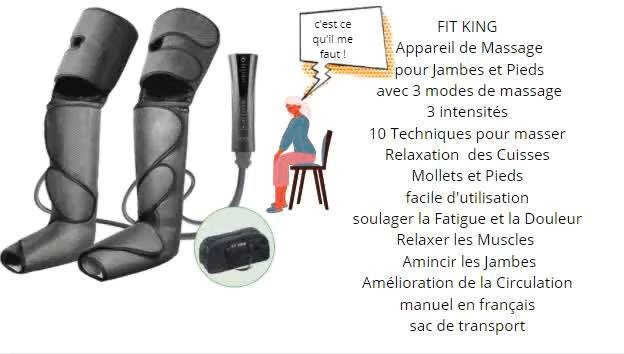 c'est ce
qu'il me
faut !
FIT KING
Appareil de Massage
pour Jambes et Pieds
avec 3 modes de massage
3 intensités
10 Techniques pour masser
Relaxation des Cuisses
Mollets et Pieds
facile d'utilisation
soulager la Fatigue et la Douleur
Relaxer les Muscles
Amincir les Jambes
Amélioration de la Circulation
manuel en français
sac de transport
FIT KING